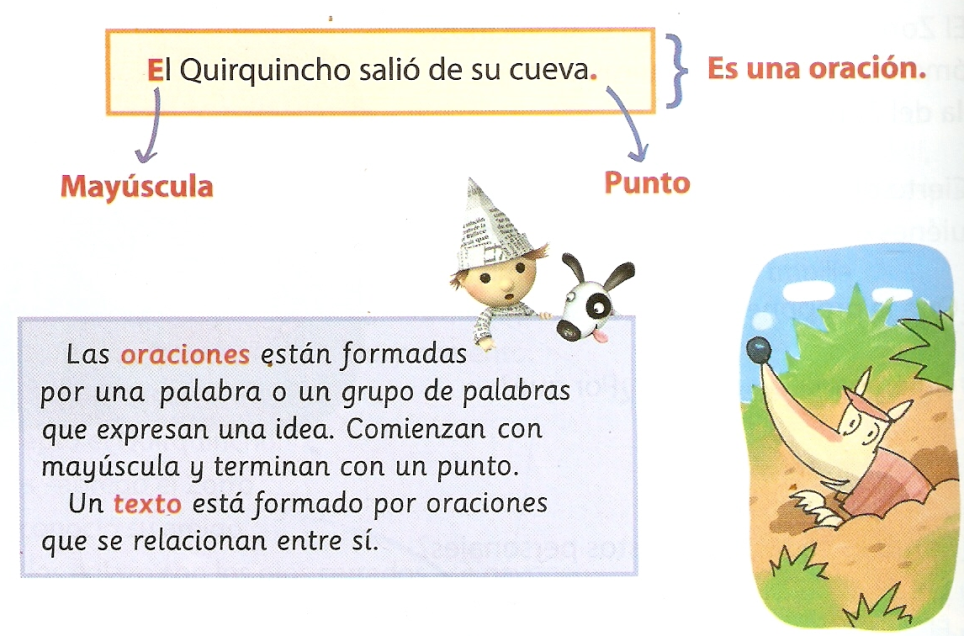 El Quirquincho salió de su cueva.
Es una oración.
Mayúscula
Punto
Las oraciones están formadas
por una palabra o un grupo de palabras
que expresan una idea. Comienzan con
mayúscula y terminan con un punto.
Un texto está formado por oraciones
que se relacionan entre sí.